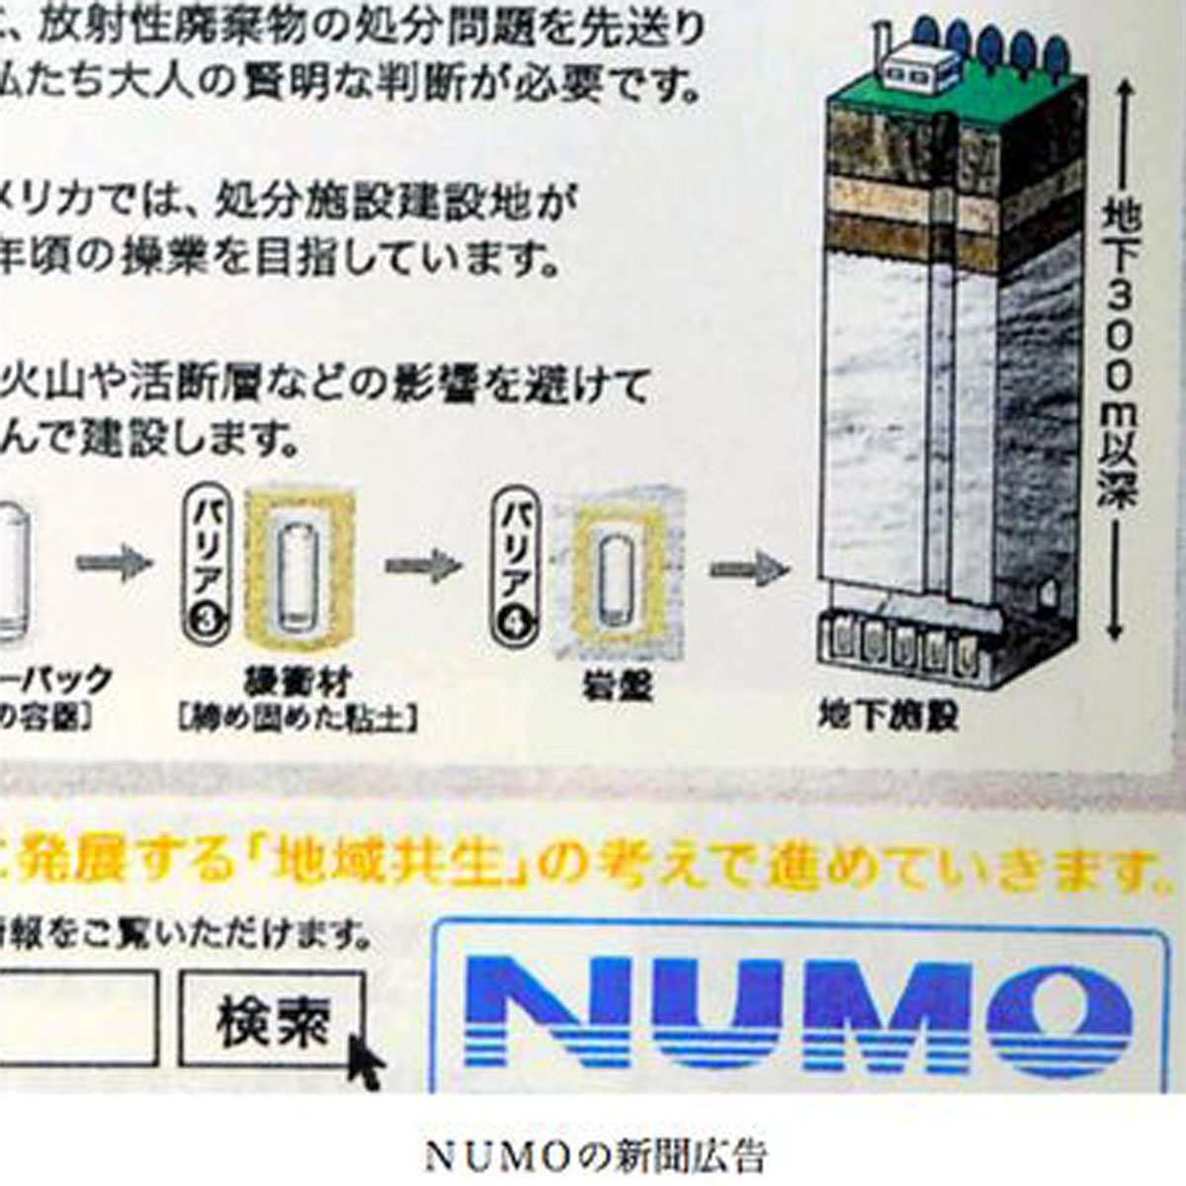 、放射性廃棄物の処分問題を先送り
私たち大人の賢明な判断が必要です。
メリカでは、処分施設建設地が
年頃の操業を目指しています。
火山や活断層などの影響を避けて
んで建設します。
地下300m以深
バリア3
バリア4
ーパック
の容器]
緩衝材
[締め固めた粘土]
岩盤
地下施設
に発展する「地域共生」の考えで進めていきます。
情報をご覧いただけます。
検索
NUMO
NUMOの新聞広告